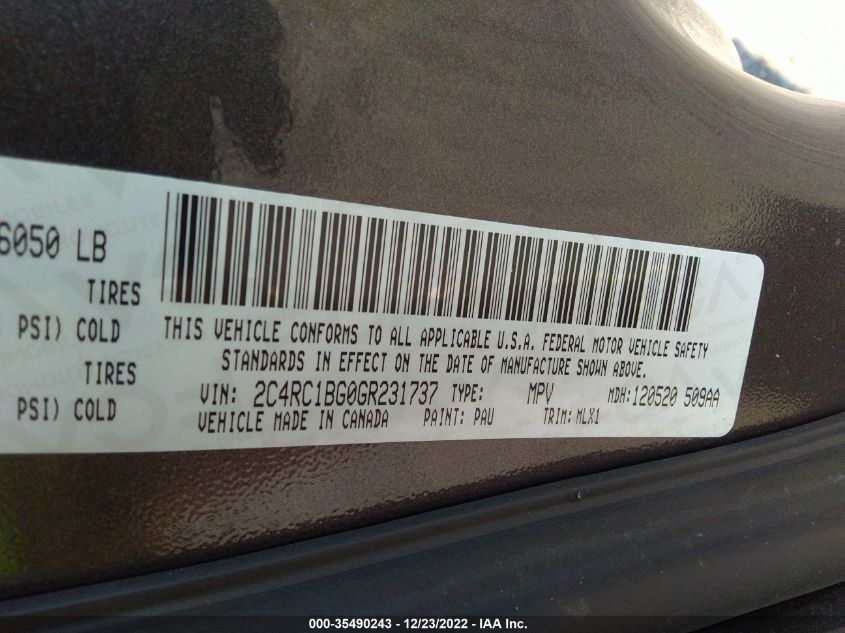 6050 LB
TIRES
PSI) COLD
TIRES
PSI) COLD
THIS VEHICLE CONFORMS TO ALL APPLICABLE U.S.A. FEDERAL MOTOR VEHICLE SAFETY
STANDARDS IN EFFECT ON THE DATE OF MANUFACTURE SHOWN ABOVE.
VIN: 2C4RC1BG0GR231737 TYPE: MPV MDH:120520 509AA
VEHICLE MADE IN CANADA PAINT: PAU TRIM: MLX1
000-35490243 - 12/23/2022 - IAA Inc.